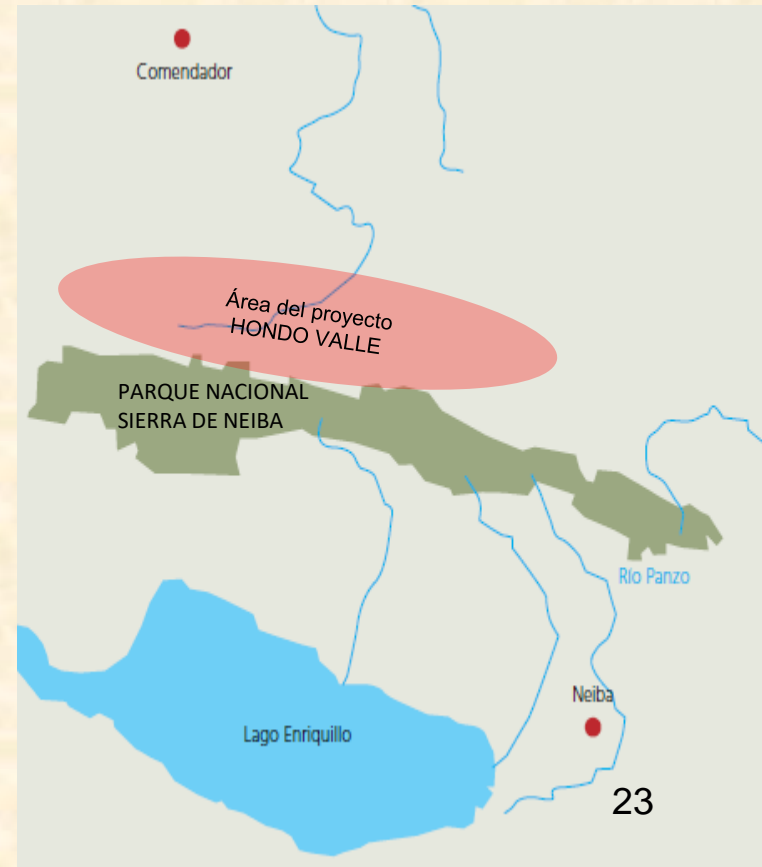 Comendador
Área del proyecto
HONDO VALLE
PARQUE NACIONAL
SIERRA DE NEIBA
Río Panzo
Neiba
Lago Enriquillo
23